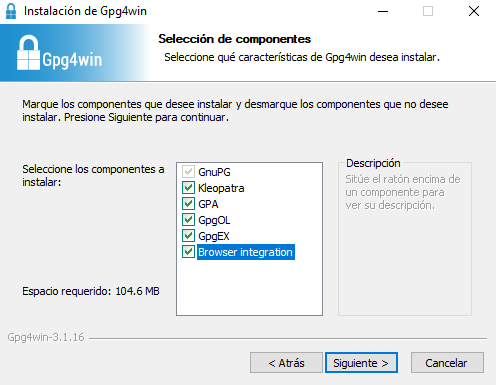 Instalación de Gpg4win
Gpg4win
Selección de componentes
Seleccione qué características de Gpg4win desea instalar.
Marque los componentes que desee instalar y desmarque los componentes que no desee
instalar. Presione Siguiente para continuar.
Seleccione los componentes a
instalar:
GnuPG
Kleopatra
GPA
GpgOL
GpgEX
Browser integration
Descripción
Sitúe el ratón encima de
un componente para
ver su descripción.
Espacio requerido: 104.6 MB
Gpg4win-3.1.16
< Atrás
Siguiente >
Cancelar